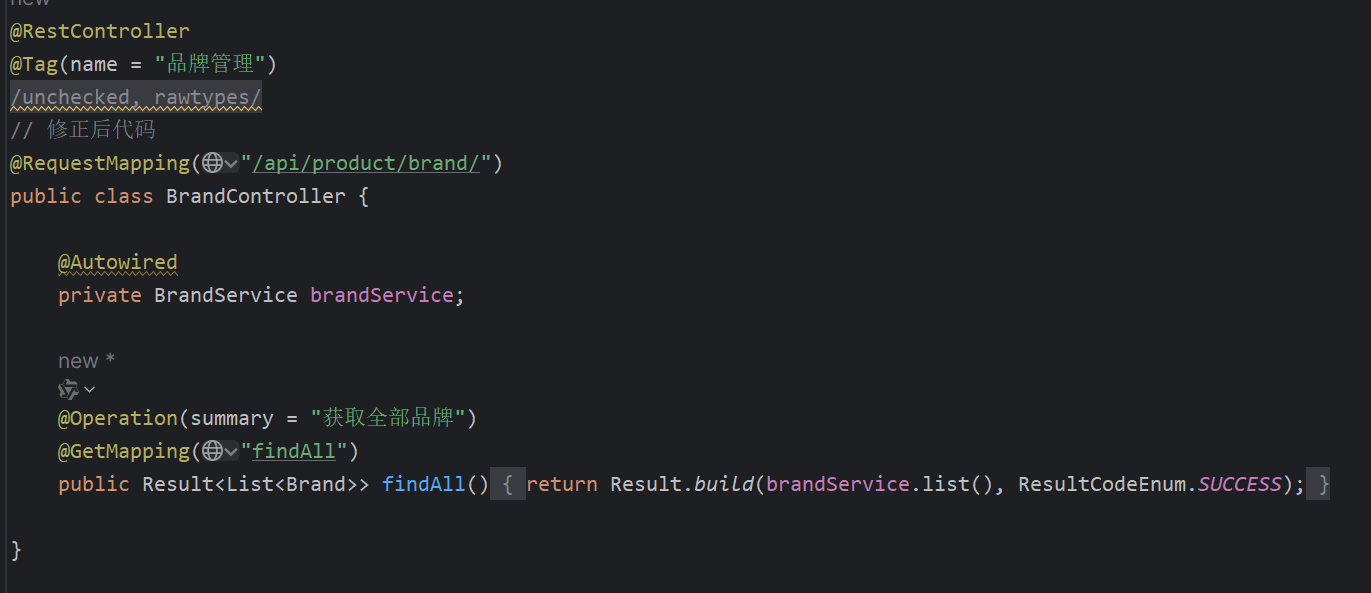 new
@RestController
@Tag(name = "品牌管理")
/unchecked, rawtypes/
// 修正后代码
@RequestMapping("/api/product/brand/")
public class BrandController {
@Autowired
private BrandService brandService;
new *
@Operation(summary = "获取全部品牌")
@GetMapping("findAll")
public Result<List<Brand>> findAll() { return Result.build(brandService.list(), ResultCodeEnum.SUCCESS); }
}